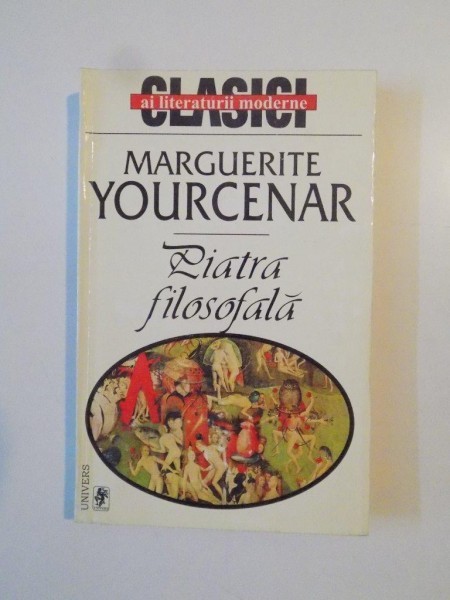 CLASICI
ai literaturii moderne
MARGUERITE
YOURCENAR
Piatra
filosofală
UNIVERS